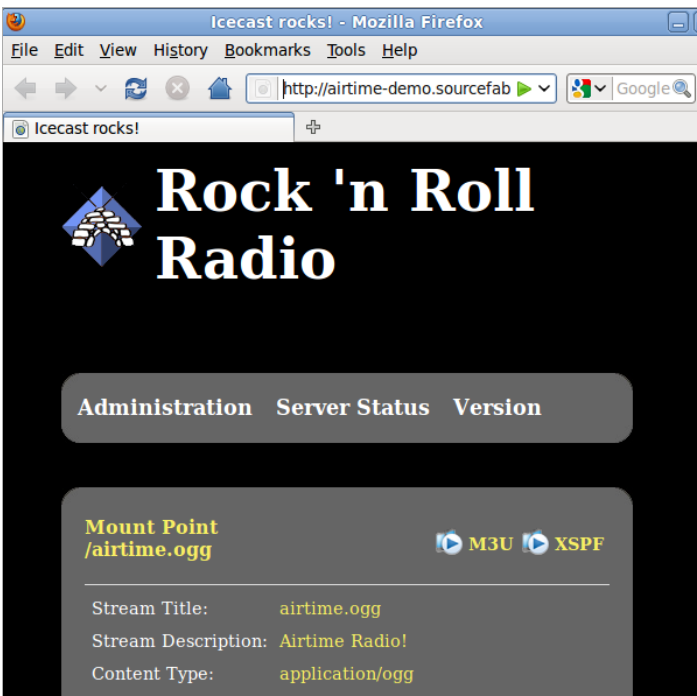 Icecast rocks! - Mozilla Firefox
File Edit View History Bookmarks Tools Help
http://airtime-demo.sourcefab Google
Icecast rocks!
Rock 'n Roll
Radio
Administration Server Status Version
Mount Point
/airtime.ogg
M3U XSPF
Stream Title: airtime.ogg
Stream Description: Airtime Radio!
Content Type: application/ogg